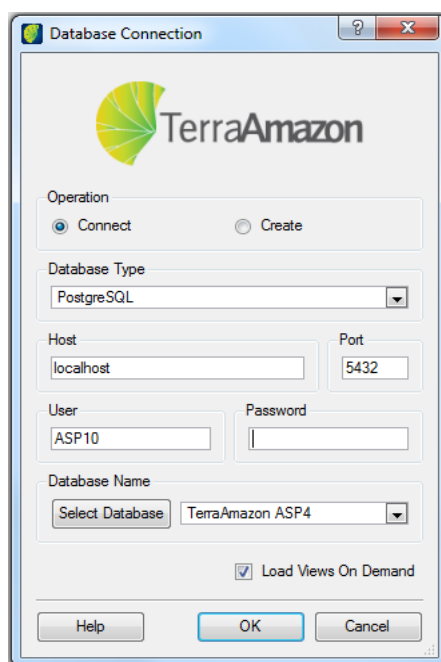 Database Connection
TerraAmazon
Operation
Connect Create
Database Type
PostgreSQL
Host Port
localhost 5432
User Password
ASP10
Database Name
Select Database TerraAmazon ASP4
Load Views On Demand
Help OK Cancel